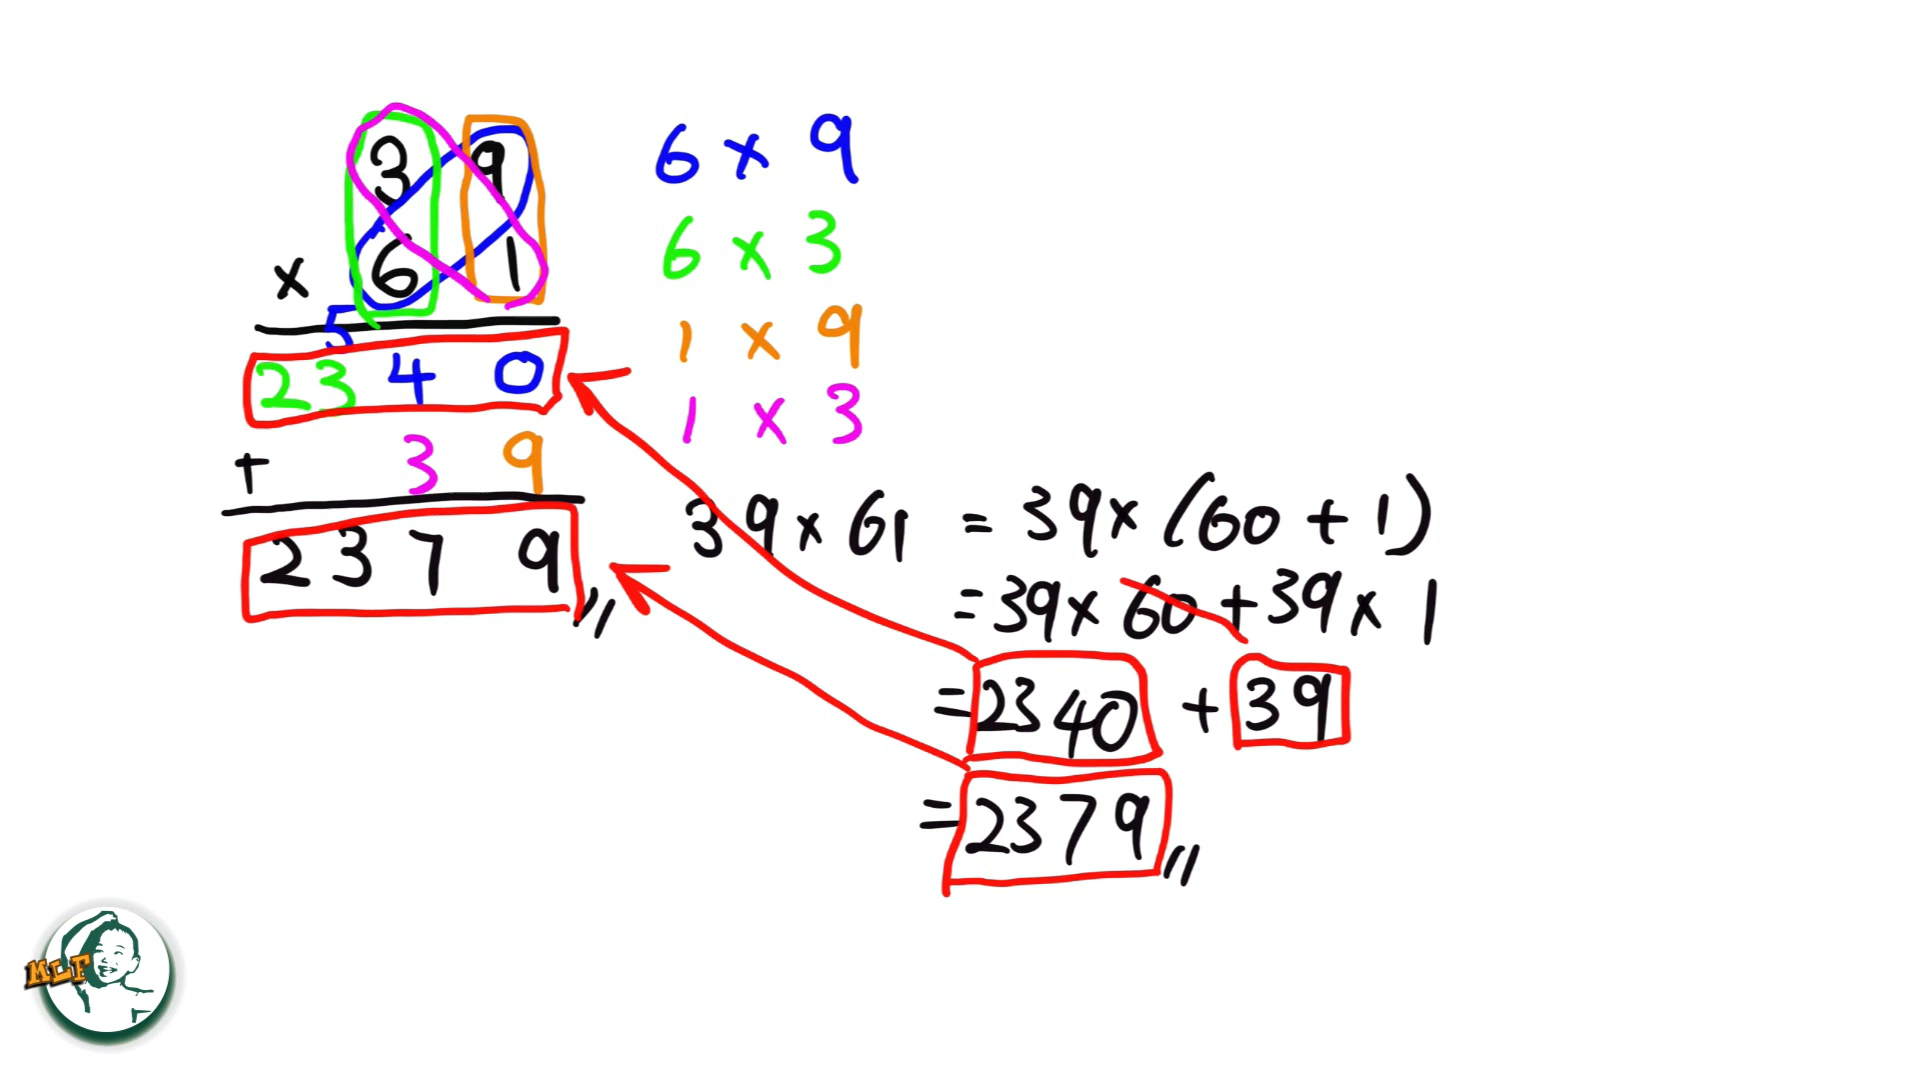 3 9
× 6 1
5
2 3 4 0
+ 3 9
2 3 7 9 //
6 × 9
6 × 3
1 × 9
1 × 3
39 × 61 = 39 × (60 + 1)
= 39 × 60 + 39 × 1
= 2340 + 39
= 2379 //
MLF